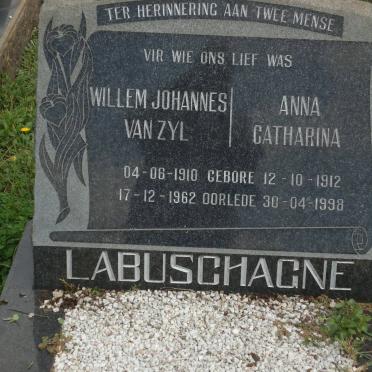 TER HERINNERING AAN TWEE MENSE
VIR WIE ONS LIEF WAS
WILLEM JOHANNES
VAN ZYL
ANNA
CATHARINA
04-06-1910 GEBORE 12-10-1912
17-12-1962 OORLEDE 30-04-1998
LABUSCHAGNE